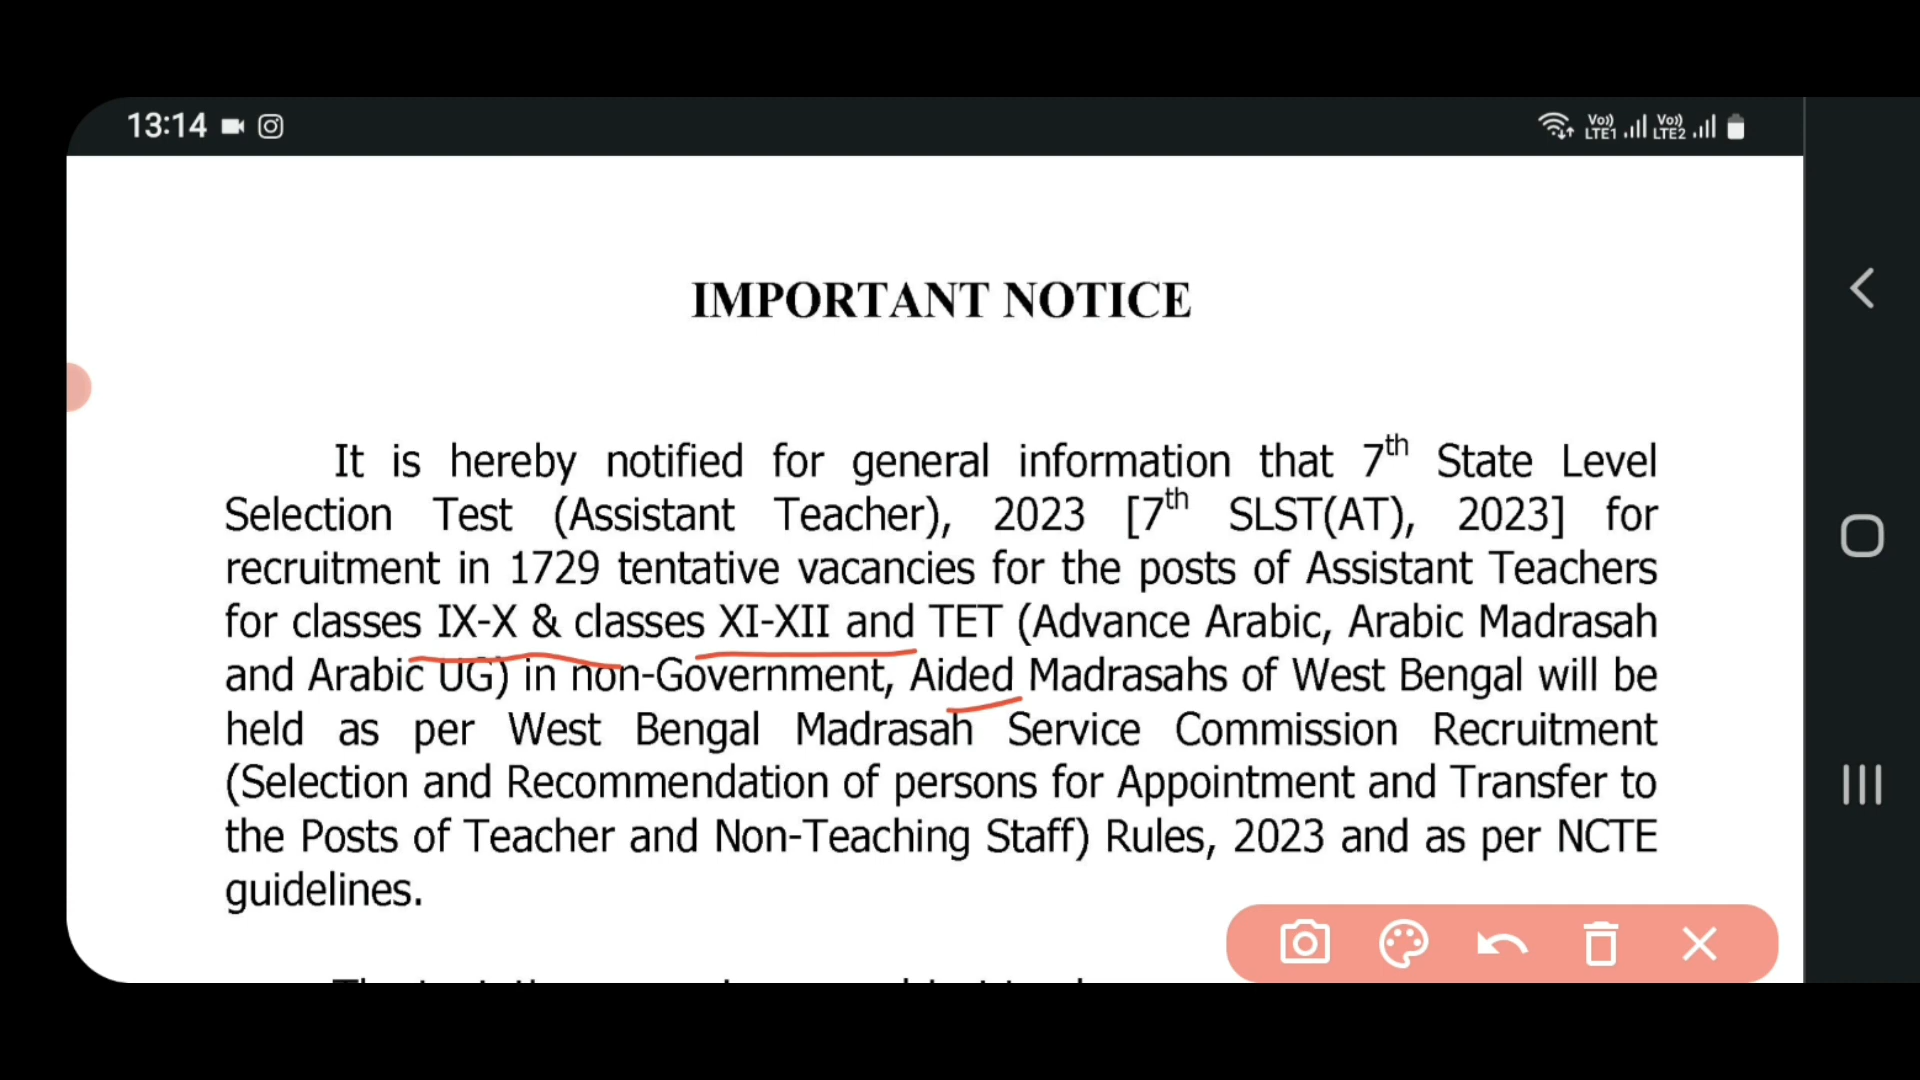 13:14
Vo)) LTE1 Vo)) LTE2
IMPORTANT NOTICE
It is hereby notified for general information that 7th State Level
Selection Test (Assistant Teacher), 2023 [7th SLST(AT), 2023] for
recruitment in 1729 tentative vacancies for the posts of Assistant Teachers
for classes IX-X & classes XI-XII and TET (Advance Arabic, Arabic Madrasah
and Arabic UG) in non-Government, Aided Madrasahs of West Bengal will be
held as per West Bengal Madrasah Service Commission Recruitment
(Selection and Recommendation of persons for Appointment and Transfer to
the Posts of Teacher and Non-Teaching Staff) Rules, 2023 and as per NCTE
guidelines.